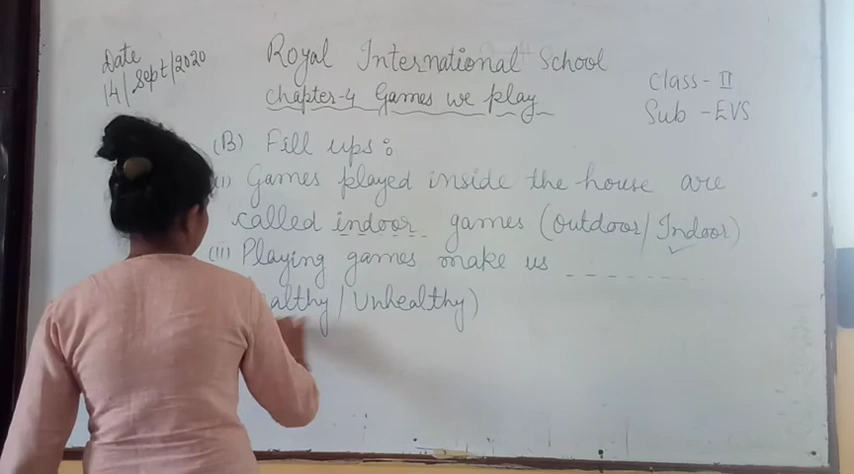 Date
14/Sept/2020
Royal International School
Chapter-4 Games we play
Class-II
Sub-EVS
(B) Fill ups:
(i) Games played inside the house are
called indoor games (Outdoor/Indoor)
(ii) Playing games make us _ _ _ _ _ _ _ _
althy/Unhealthy)